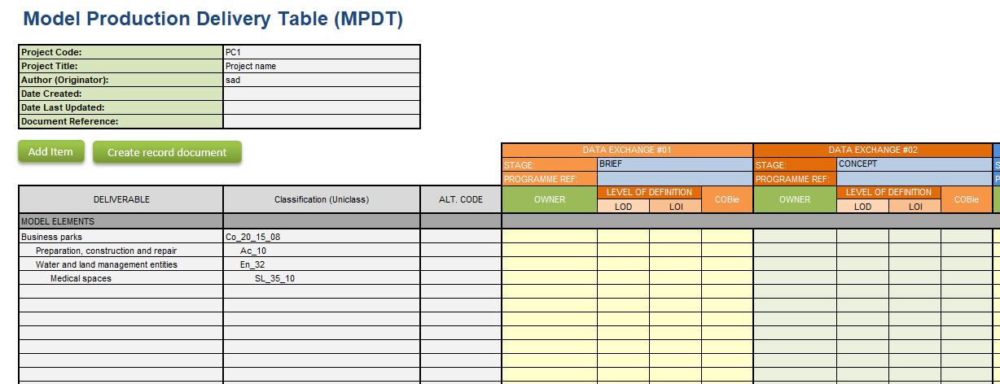 Model Production Delivery Table (MPDT)
Project Code: PC1
Project Title: Project name
Author (Originator): sad
Date Created:
Date Last Updated:
Document Reference:
Add Item Create record document
DATA EXCHANGE #01 DATA EXCHANGE #02
STAGE: BRIEF STAGE: CONCEPT S
PROGRAMME REF: PROGRAMME REF: P
DELIVERABLE Classification (Uniclass) ALT. CODE OWNER LEVEL OF DEFINITION COBie OWNER LEVEL OF DEFINITION COBie
LOD LOI LOD LOI
MODEL ELEMENTS
Business parks Co_20_15_08
Preparation, construction and repair Ac_10
Water and land management entities En_32
Medical spaces SL_35_10